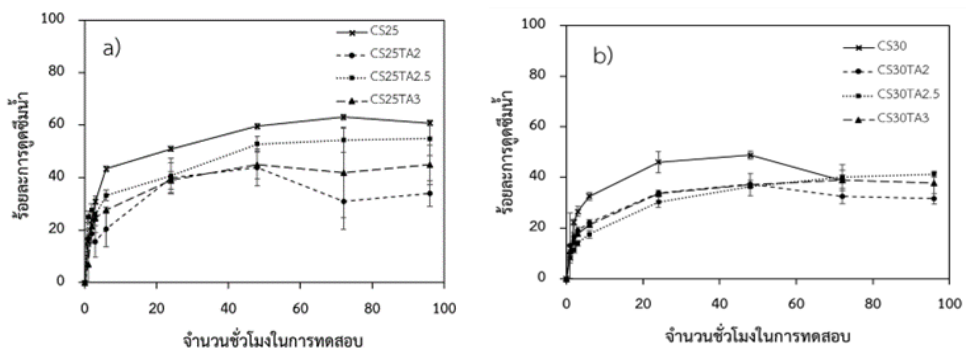 a)
100
80
60
40
20
0
ร้อยละการดูดซึมน้ำ
CS25
CS25TA2
CS25TA2.5
CS25TA3
0 20 40 60 80 100
จำนวนชั่วโมงในการทดสอบ
b)
100
80
60
40
20
0
ร้อยละการดูดซึมน้ำ
CS30
CS30TA2
CS30TA2.5
CS30TA3
0 20 40 60 80 100
จำนวนชั่วโมงในการทดสอบ